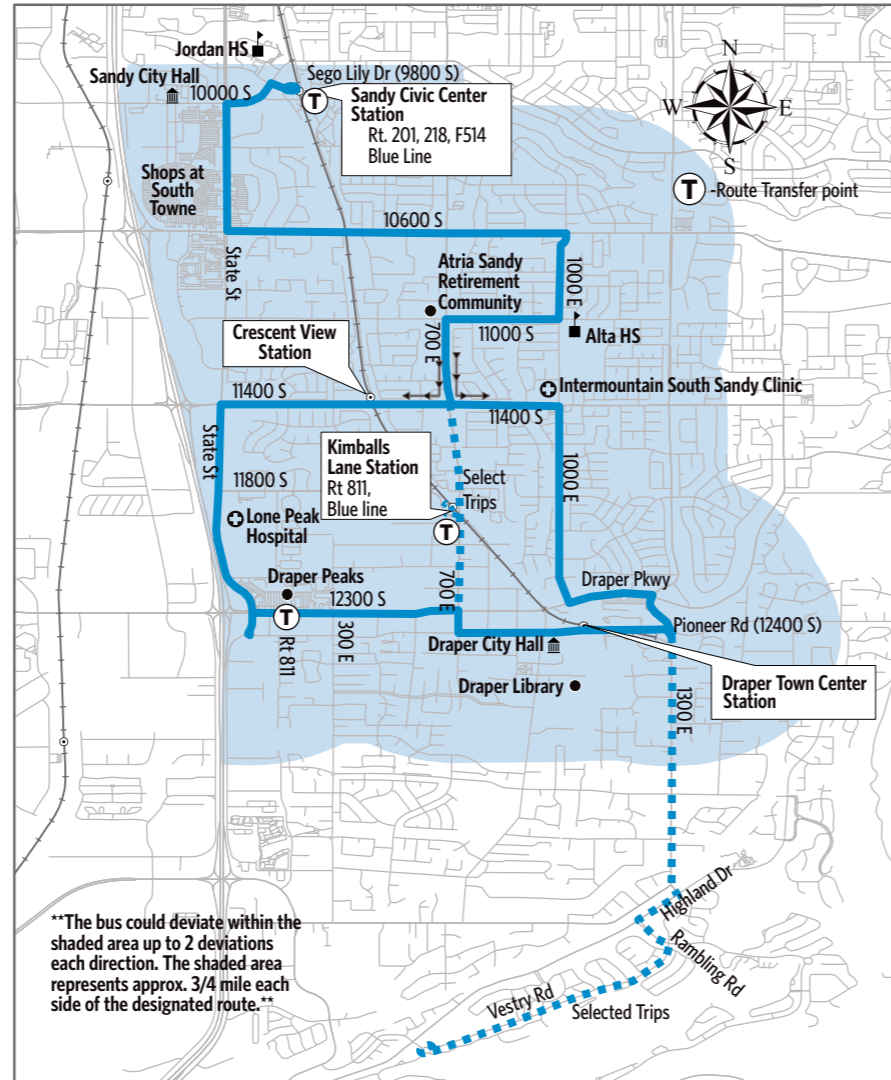 Jordan HS
Sandy City Hall
10000 S
Sego Lily Dr (9800 S)
T
Sandy Civic Center
Station
Rt. 201, 218, F514
Blue Line
N
W
E
S
T
-Route Transfer point
Shops at
South
Towne
State St
10600 S
1000 E
Atria Sandy
Retirement
Community
700 E
11000 S
Alta HS
Crescent View
Station
Intermountain South Sandy Clinic
11400 S
11400 S
State St
Kimballs
Lane Station
Rt 811,
Blue line
Select
Trips
1000 E
11800 S
Lone Peak
Hospital
T
700 E
Draper Peaks
12300 S
Draper Pkwy
T
Rt 811
300 E
Pioneer Rd (12400 S)
Draper City Hall
Draper Library
Draper Town Center
Station
1300 E
Highland Dr
Rambling Rd
Vestry Rd
Selected Trips
**The bus could deviate within the
shaded area up to 2 deviations
each direction. The shaded area
represents approx. 3/4 mile each
side of the designated route.**